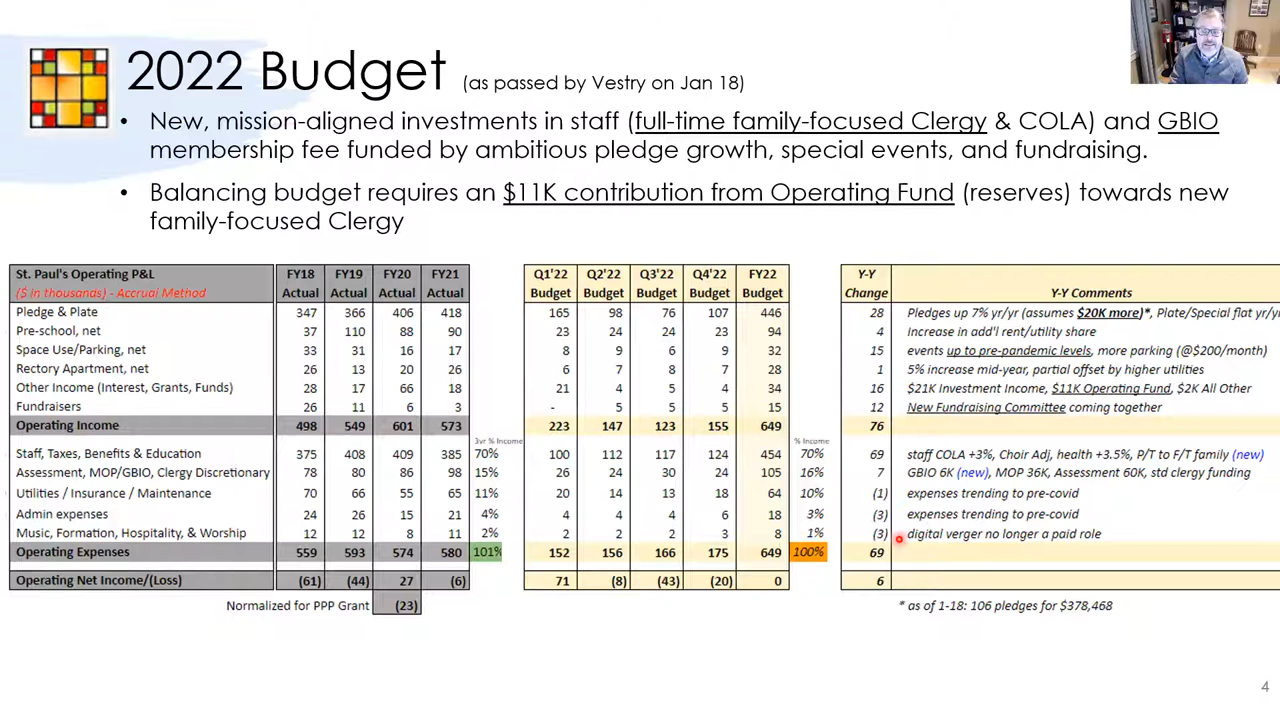 2022 Budget (as passed by Vestry on Jan 18)
• New, mission-aligned investments in staff (full-time family-focused Clergy & COLA) and GBIO
membership fee funded by ambitious pledge growth, special events, and fundraising.
• Balancing budget requires an $11K contribution from Operating Fund (reserves) towards new
family-focused Clergy
St. Paul's Operating P&L FY18 FY19 FY20 FY21 Q1'22 Q2'22 Q3'22 Q4'22 FY22 Y-Y
($ in thousands) - Accrual Method Actual Actual Actual Actual Budget Budget Budget Budget Budget Change Y-Y Comments
Pledge & Plate 347 366 406 418 165 98 76 107 446 28 Pledges up 7% yr/yr (assumes $20K more)*, Plate/Special flat yr/yr
Pre-school, net 37 110 88 90 23 24 24 23 94 4 Increase in add'l rent/utility share
Space Use/Parking, net 33 31 16 17 8 9 6 9 32 15 events up to pre-pandemic levels, more parking (@$200/month)
Rectory Apartment, net 26 13 20 26 6 7 8 7 28 1 5% increase mid-year, partial offset by higher utilities
Other Income (Interest, Grants, Funds) 28 17 66 18 21 4 5 4 34 16 $21K Investment Income, $11K Operating Fund, $2K All Other
Fundraisers 26 11 6 3 - 5 5 5 15 12 New Fundraising Committee coming together
Operating Income 498 549 601 573 223 147 123 155 649 76
3yr % Income % Income
Staff, Taxes, Benefits & Education 375 408 409 385 70% 100 112 117 124 454 70% 69 staff COLA +3%, Choir Adj, health +3.5%, P/T to F/T family (new)
Assessment, MOP/GBIO, Clergy Discretionary 78 80 86 98 15% 26 24 30 24 105 16% 7 GBIO 6K (new), MOP 36K, Assessment 60K, std clergy funding
Utilities / Insurance / Maintenance 70 66 55 65 11% 20 14 13 18 64 10% (1) expenses trending to pre-covid
Admin expenses 24 26 15 21 4% 4 4 4 6 18 3% (3) expenses trending to pre-covid
Music, Formation, Hospitality, & Worship 12 12 8 11 2% 2 2 2 3 8 1% (3) digital verger no longer a paid role
Operating Expenses 559 593 574 580 101% 152 156 166 175 649 100% 69
Operating Net Income/(Loss) (61) (44) 27 (6) 71 (8) (43) (20) 0 6
Normalized for PPP Grant (23) * as of 1-18: 106 pledges for $378,468
4